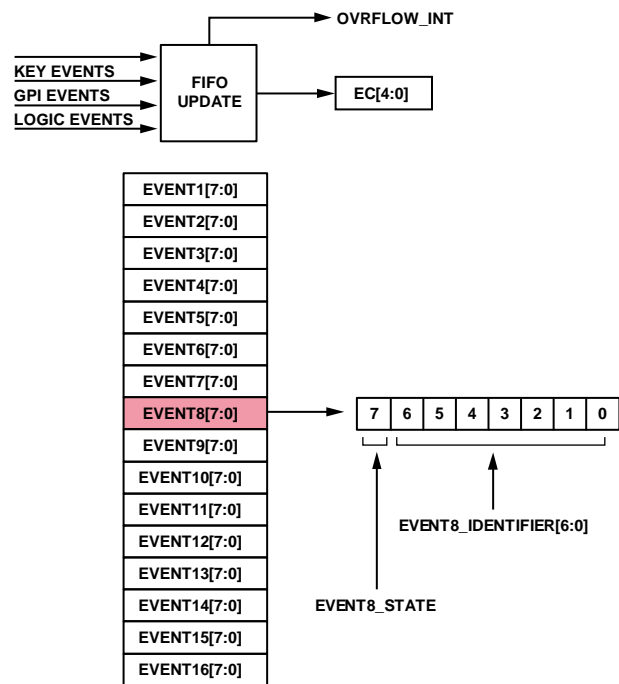 OVRFLOW_INT
KEY EVENTS
GPI EVENTS
LOGIC EVENTS
FIFO
UPDATE
EC[4:0]
EVENT1[7:0]
EVENT2[7:0]
EVENT3[7:0]
EVENT4[7:0]
EVENT5[7:0]
EVENT6[7:0]
EVENT7[7:0]
EVENT8[7:0]
7 6 5 4 3 2 1 0
EVENT9[7:0]
EVENT10[7:0]
EVENT11[7:0]
EVENT8_IDENTIFIER[6:0]
EVENT12[7:0]
EVENT13[7:0]
EVENT14[7:0]
EVENT8_STATE
EVENT15[7:0]
EVENT16[7:0]